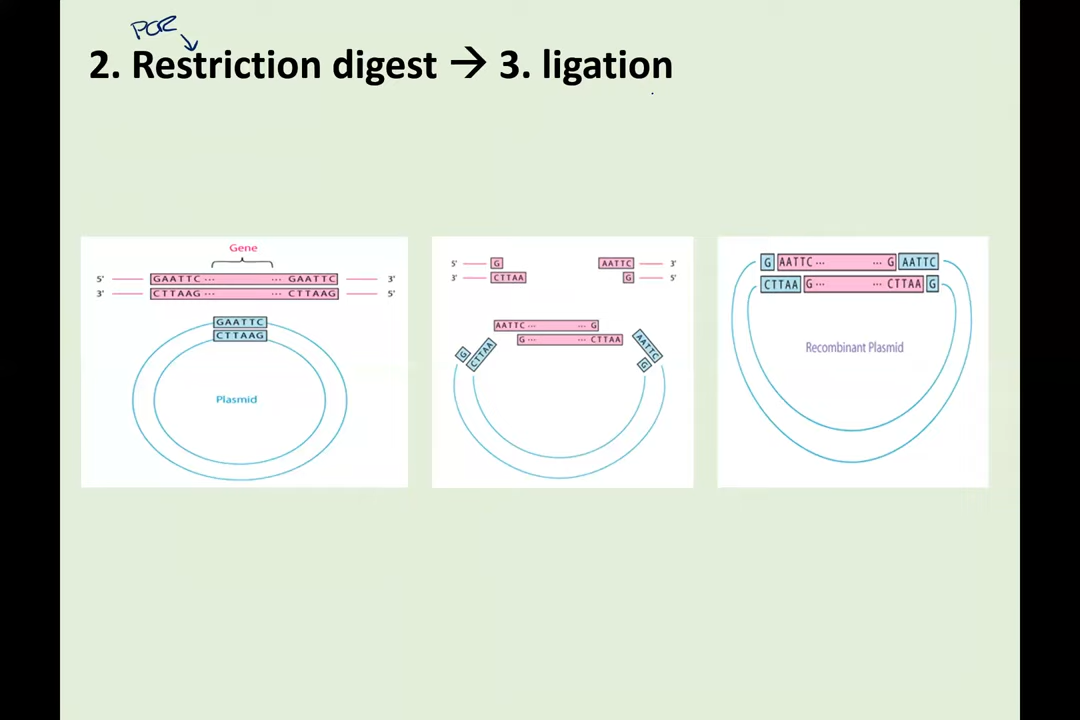 PCR
2. Restriction digest → 3. ligation
Gene
5' GAATTC ··· ··· GAATTC 3'
3' CTTAAG ··· ··· CTTAAG 5'
GAATTC
CTTAAG
Plasmid
5' G AATTC 3'
3' CTTAA G 5'
AATTC ··· ··· G
G ··· ··· CTTAA
G CTTAA AATTC G
G AATTC ··· ··· G AATTC
CTTAA G ··· ··· CTTAA G
Recombinant Plasmid